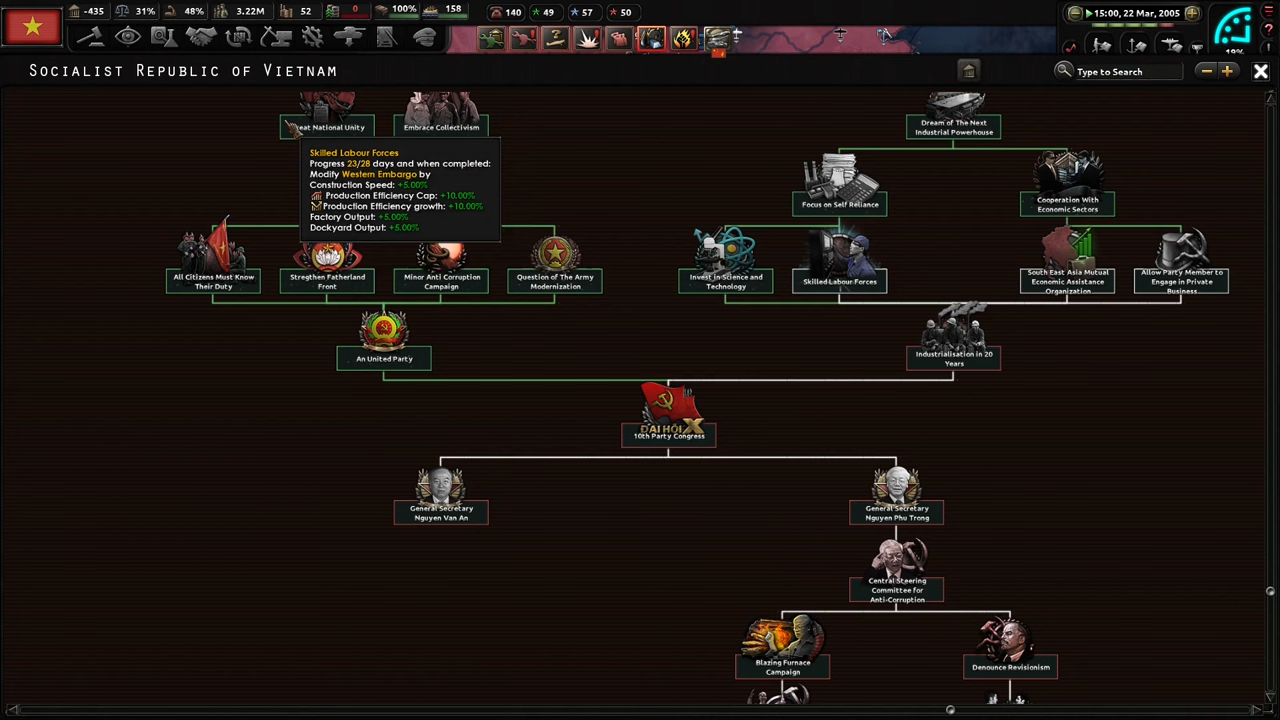 -435 31% 48% 3.22M 52 0 100% 158 140 49 57 50 15:00, 22 Mar, 2005
19%
Socialist Republic of Vietnam
Type to Search
reat National Unity
Embrace Collectivism
Dream of The Next
Industrial Powerhouse
Skilled Labour Forces
Progress 23/28 days and when completed:
Modify Western Embargo by
Construction Speed: +5.00%
Production Efficiency Cap: +10.00%
Production Efficiency growth: +10.00%
Factory Output: +5.00%
Dockyard Output: +5.00%
Focus on Self Reliance
Cooperation With
Economic Sectors
All Citizens Must Know
Their Duty
Stregthen Fatherland
Front
Minor Anti Corruption
Campaign
Question of The Army
Modernization
Invest in Science and
Technology
Skilled Labour Forces
South East Asia Mutual
Economic Assistance
Organization
Allow Party Member to
Engage in Private
Business
An United Party
Industrialisation in 20
Years
ĐẠI HỘI X
10th Party Congress
General Secretary
Nguyen Van An
General Secretary
Nguyen Phu Trong
Central Steering
Committee for
Anti-Corruption
Blazing Furnace
Campaign
Denounce Revisionism